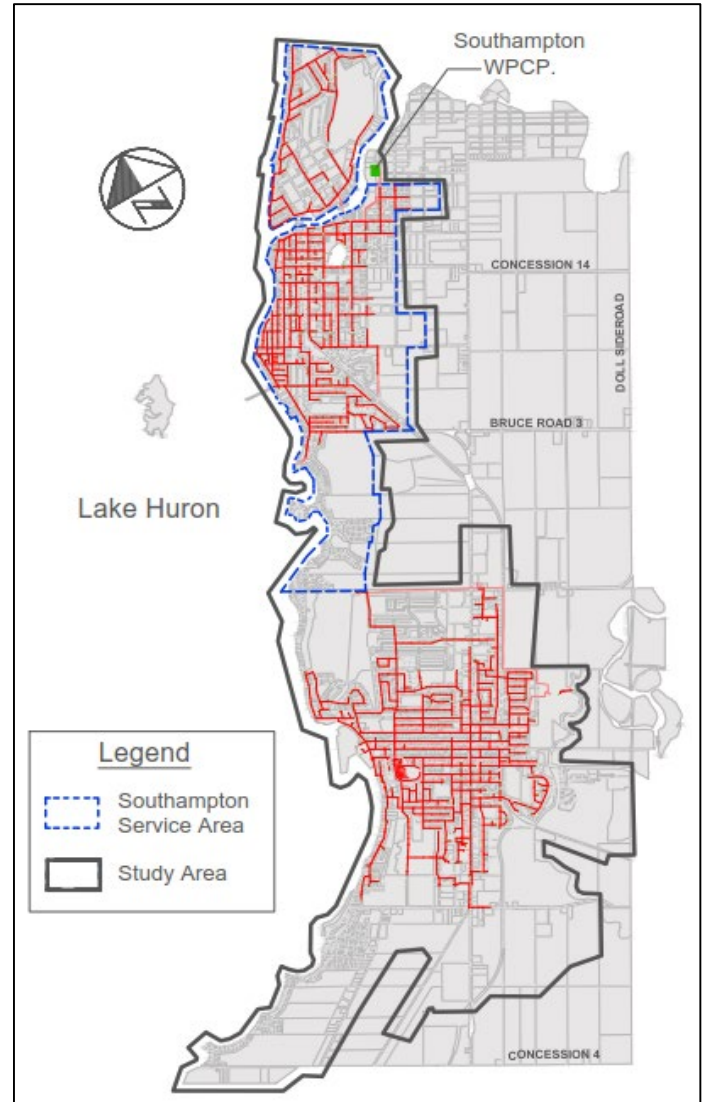 Southampton
WPCP.
CONCESSION 14
DOLL SIDEROAD
BRUCE ROAD 3
Lake Huron
Legend
Southampton
Service Area
Study Area
CONCESSION 4